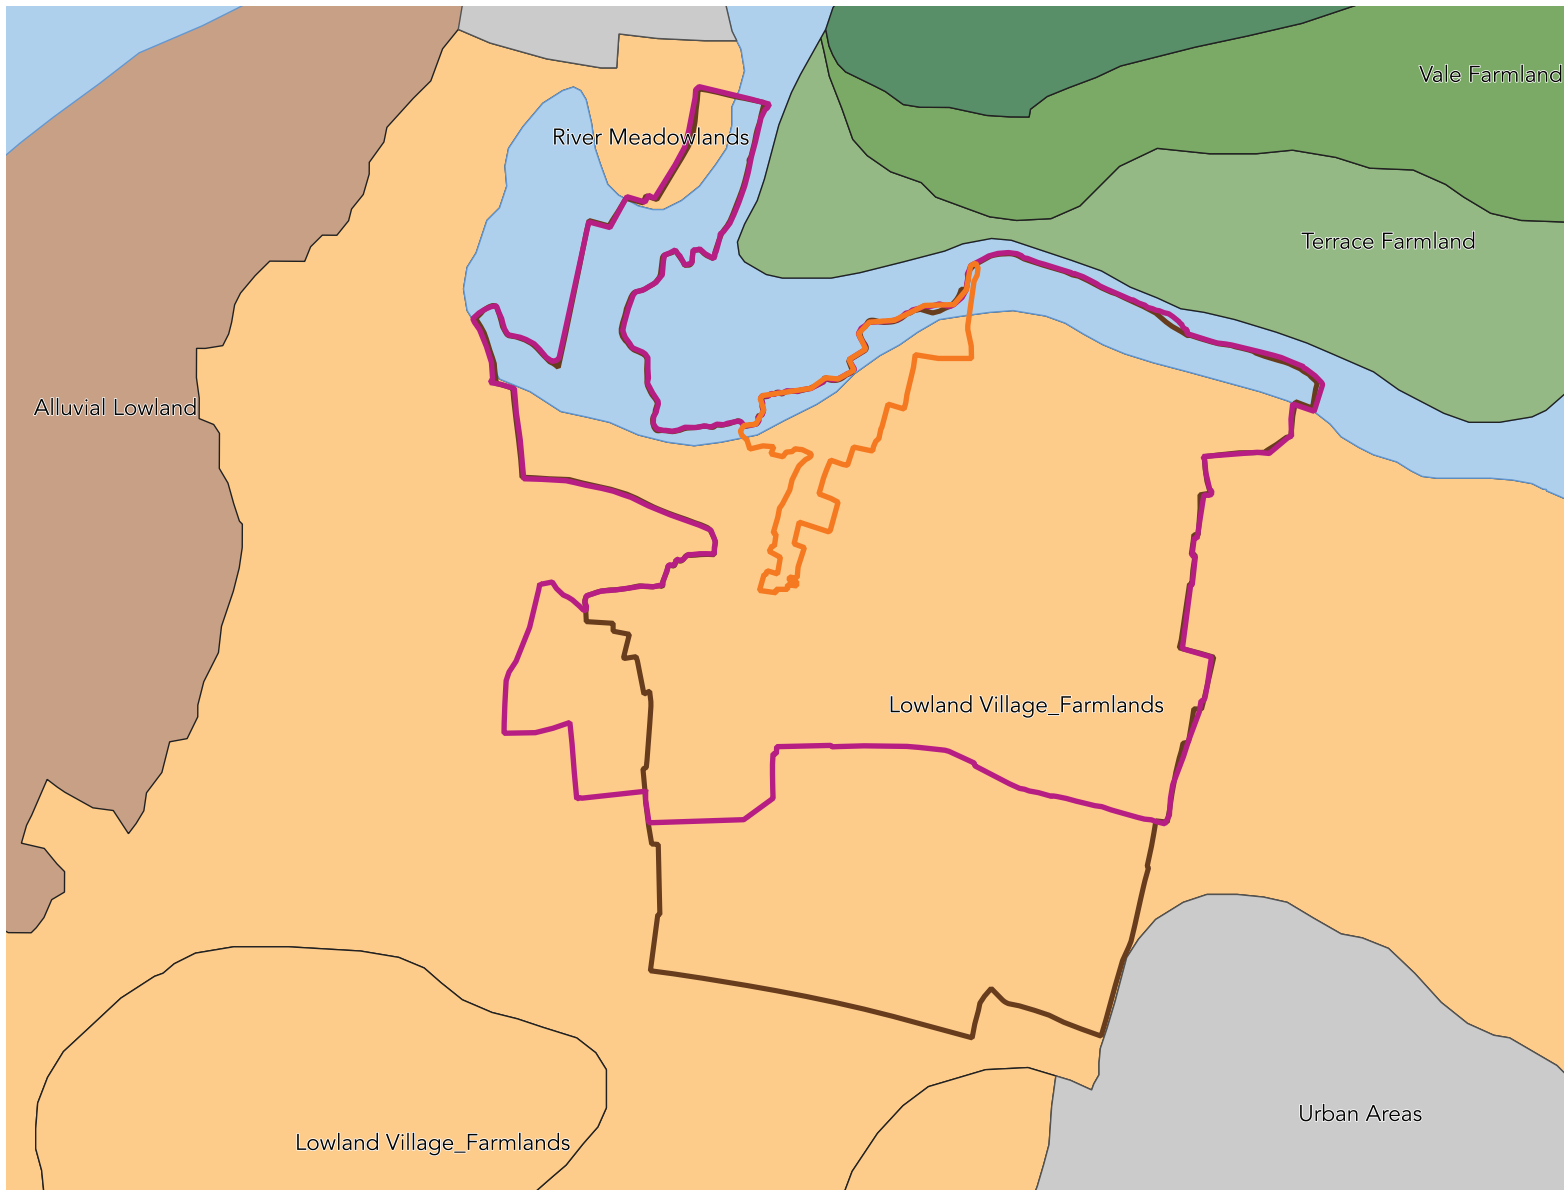 Vale Farmland
River Meadowlands
Terrace Farmland
Alluvial Lowland
Lowland Village_Farmlands
Urban Areas
Lowland Village_Farmlands